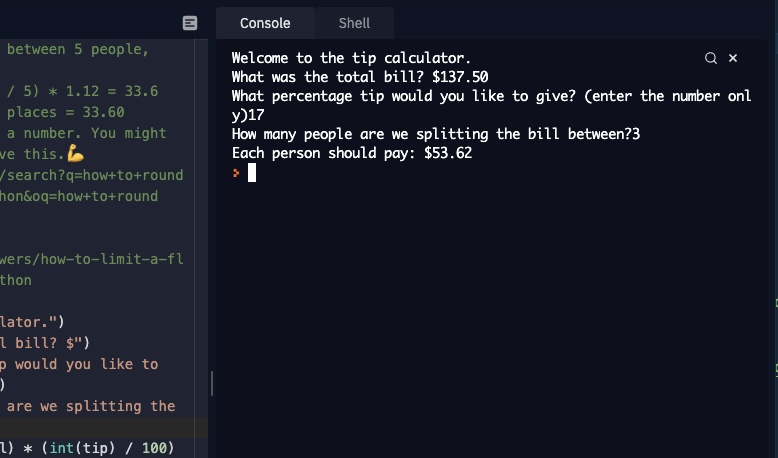 Console
Shell
between 5 people,
/ 5) * 1.12 = 33.6
places = 33.60
a number. You might
ve this.💪
/search?q=how+to+round
hon&oq=how+to+round
wers/how-to-limit-a-fl
thon
lator.")
l bill? $")
p would you like to
)
are we splitting the
l) * (int(tip) / 100)
Welcome to the tip calculator.
What was the total bill? $137.50
What percentage tip would you like to give? (enter the number onl
y)17
How many people are we splitting the bill between?3
Each person should pay: $53.62